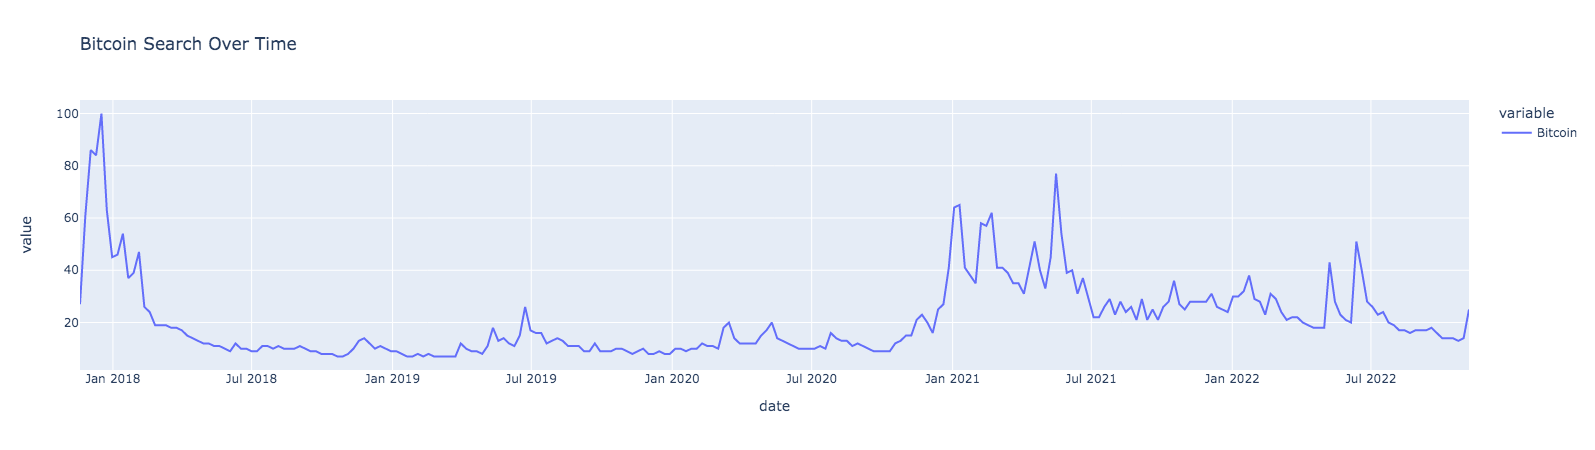 Bitcoin Search Over Time
variable
Bitcoin
value
100
80
60
40
20
Jan 2018 Jul 2018 Jan 2019 Jul 2019 Jan 2020 Jul 2020 Jan 2021 Jul 2021 Jan 2022 Jul 2022
date